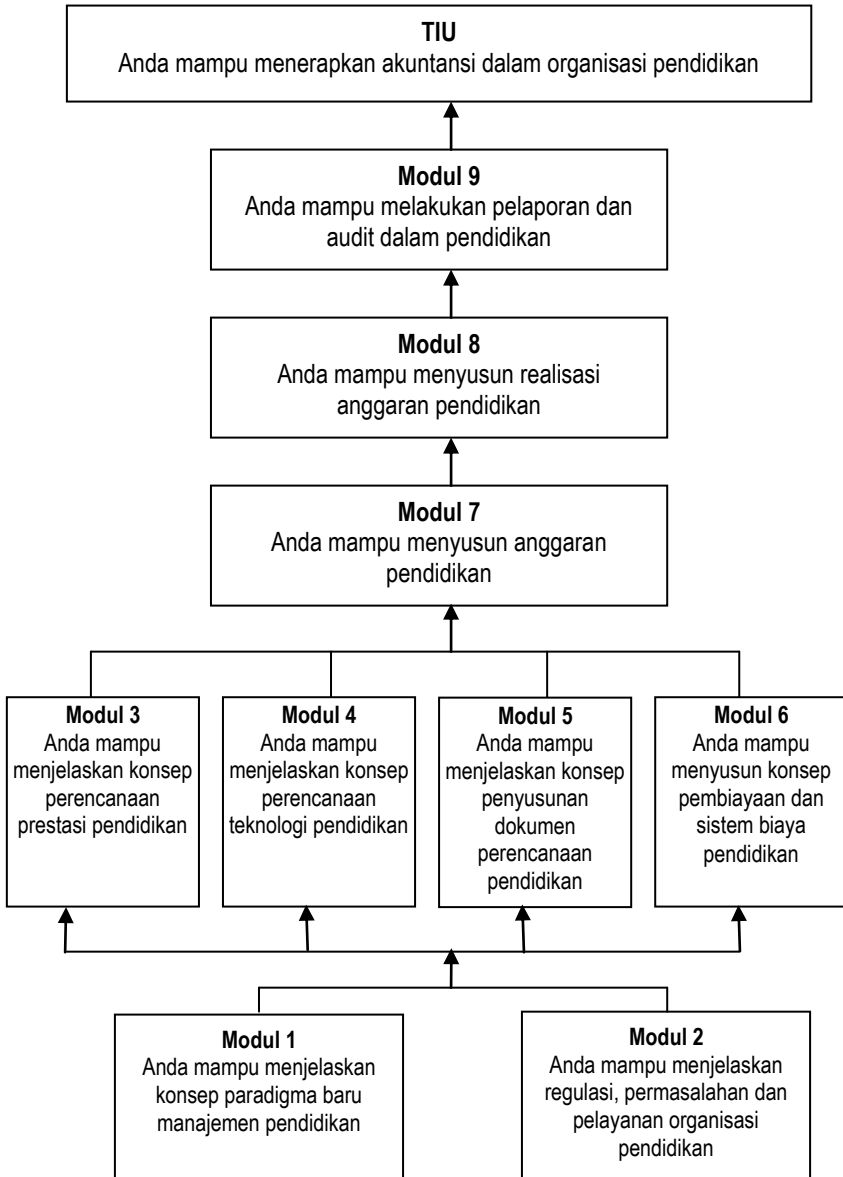 TIU
Anda mampu menerapkan akuntansi dalam organisasi pendidikan
Modul 9
Anda mampu melakukan pelaporan dan
audit dalam pendidikan
Modul 8
Anda mampu menyusun realisasi
anggaran pendidikan
Modul 7
Anda mampu menyusun anggaran
pendidikan
Modul 3
Anda mampu
menjelaskan konsep
perencanaan
prestasi pendidikan
Modul 4
Anda mampu
menjelaskan konsep
perencanaan
teknologi pendidikan
Modul 5
Anda mampu
menjelaskan konsep
penyusunan
dokumen
perencanaan
pendidikan
Modul 6
Anda mampu
menyusun konsep
pembiayaan dan
sistem biaya
pendidikan
Modul 1
Anda mampu menjelaskan
konsep paradigma baru
manajemen pendidikan
Modul 2
Anda mampu menjelaskan
regulasi, permasalahan dan
pelayanan organisasi
pendidikan